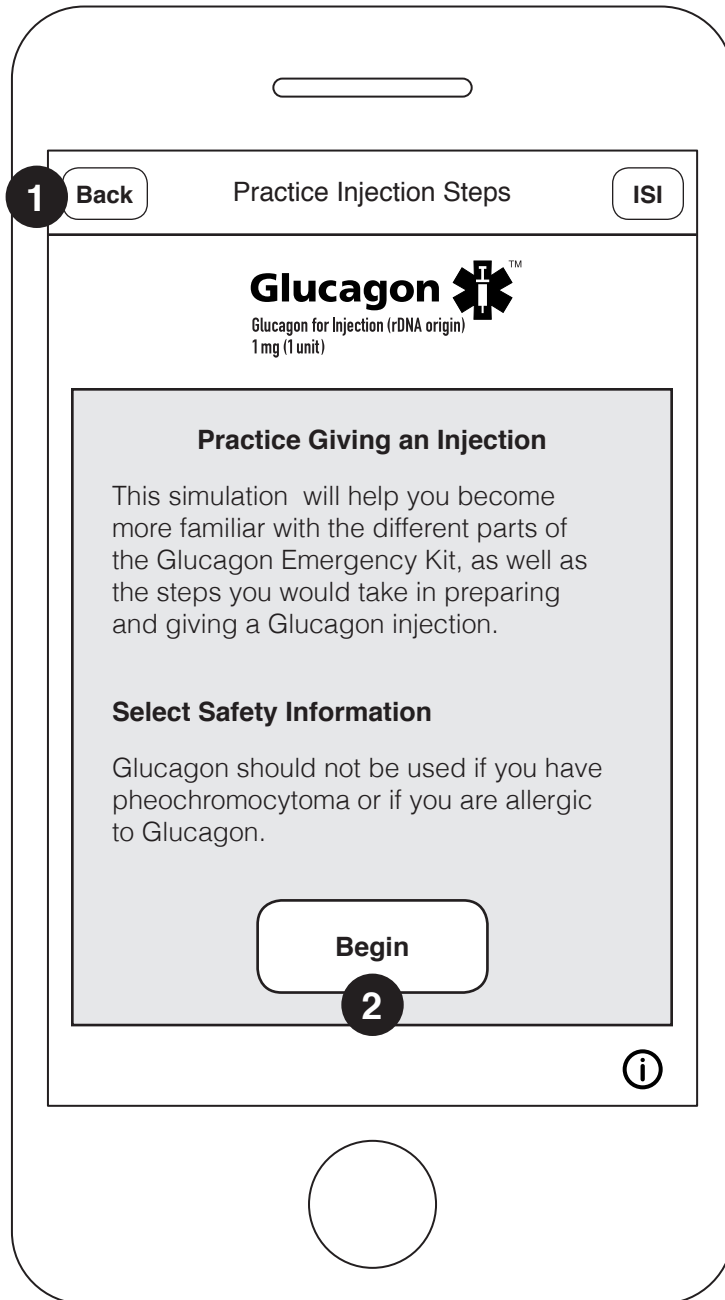 1
Back
Practice Injection Steps
ISI
Glucagon TM
Glucagon for Injection (rDNA origin)
1 mg (1 unit)
Practice Giving an Injection
This simulation will help you become
more familiar with the different parts of
the Glucagon Emergency Kit, as well as
the steps you would take in preparing
and giving a Glucagon injection.
Select Safety Information
Glucagon should not be used if you have
pheochromocytoma or if you are allergic
to Glucagon.
Begin
2
i